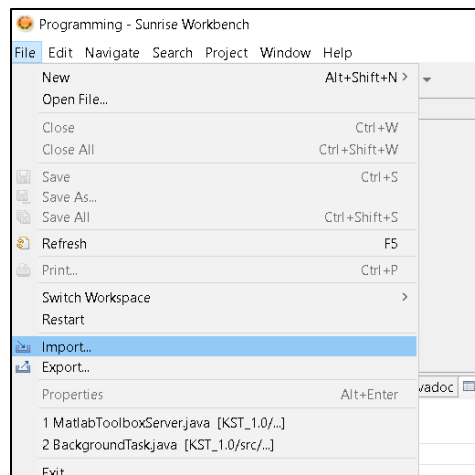 Programming - Sunrise Workbench
File Edit Navigate Search Project Window Help
New Alt+Shift+N >
Open File...
Close Ctrl+W
Close All Ctrl+Shift+W
Save Ctrl+S
Save As...
Save All Ctrl+Shift+S
Refresh F5
Print... Ctrl+P
Switch Workspace >
Restart
Import...
Export...
vadoc
Properties Alt+Enter
1 MatlabToolboxServer.java [KST_1.0/...]
2 BackgroundTask.java [KST_1.0/src/...]
Exit